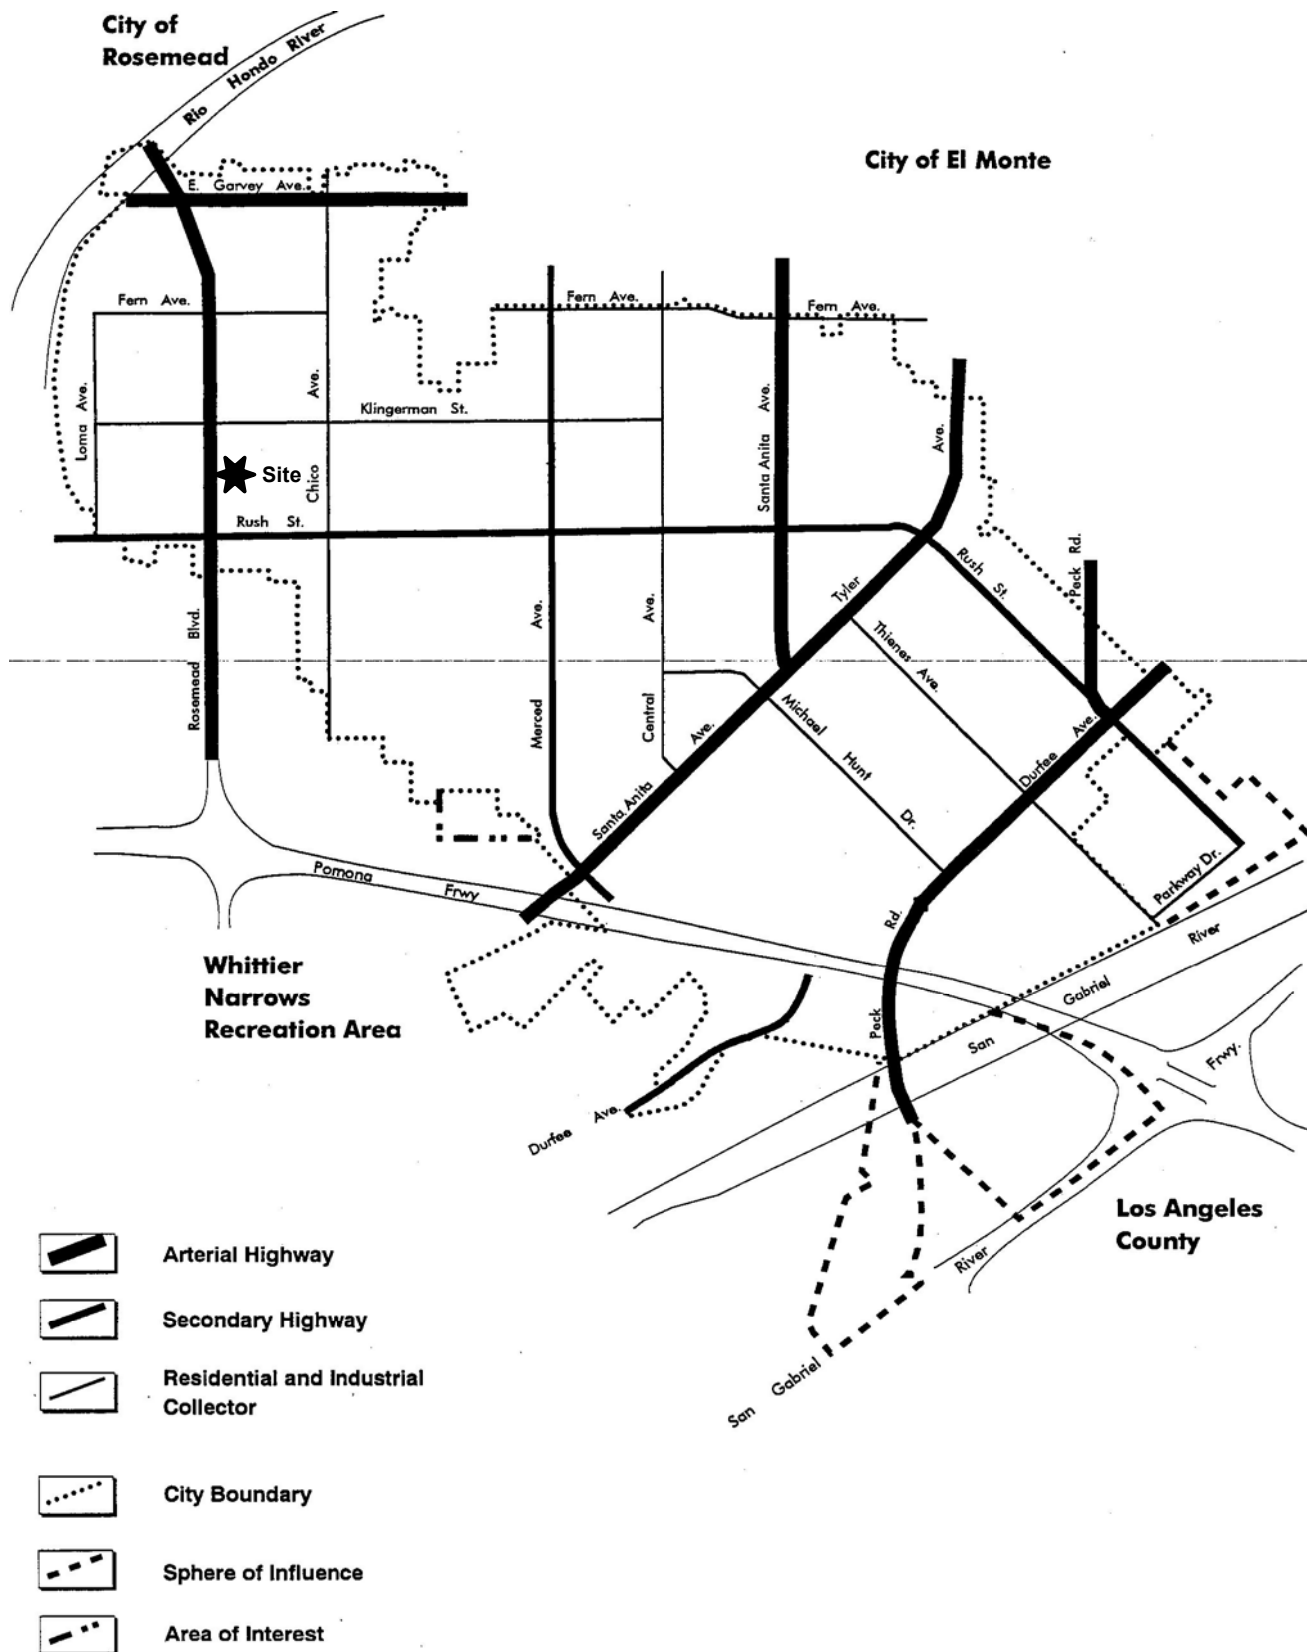 City of
Rosemead
Rio Hondo River
City of El Monte
E. Garvey Ave.
Fern Ave.
Fern Ave.
Fern Ave.
Loma Ave.
Chico Ave.
Klingerman St.
Santa Anita Ave.
Ave.
Site
Rush St.
Peck Rd.
Rush St.
Tyler
Thienes Ave.
Rosemead Blvd.
Merced Ave.
Central Ave.
Michael Hunt Dr.
Santa Anita Ave.
Durfee Ave.
Parkway Dr.
Pomona Frwy
Peck Rd.
San Gabriel River
Frwy.
Whittier
Narrows
Recreation Area
Durfee Ave.
Los Angeles
County
San Gabriel River
Arterial Highway
Secondary Highway
Residential and Industrial
Collector
City Boundary
Sphere of Influence
Area of Interest